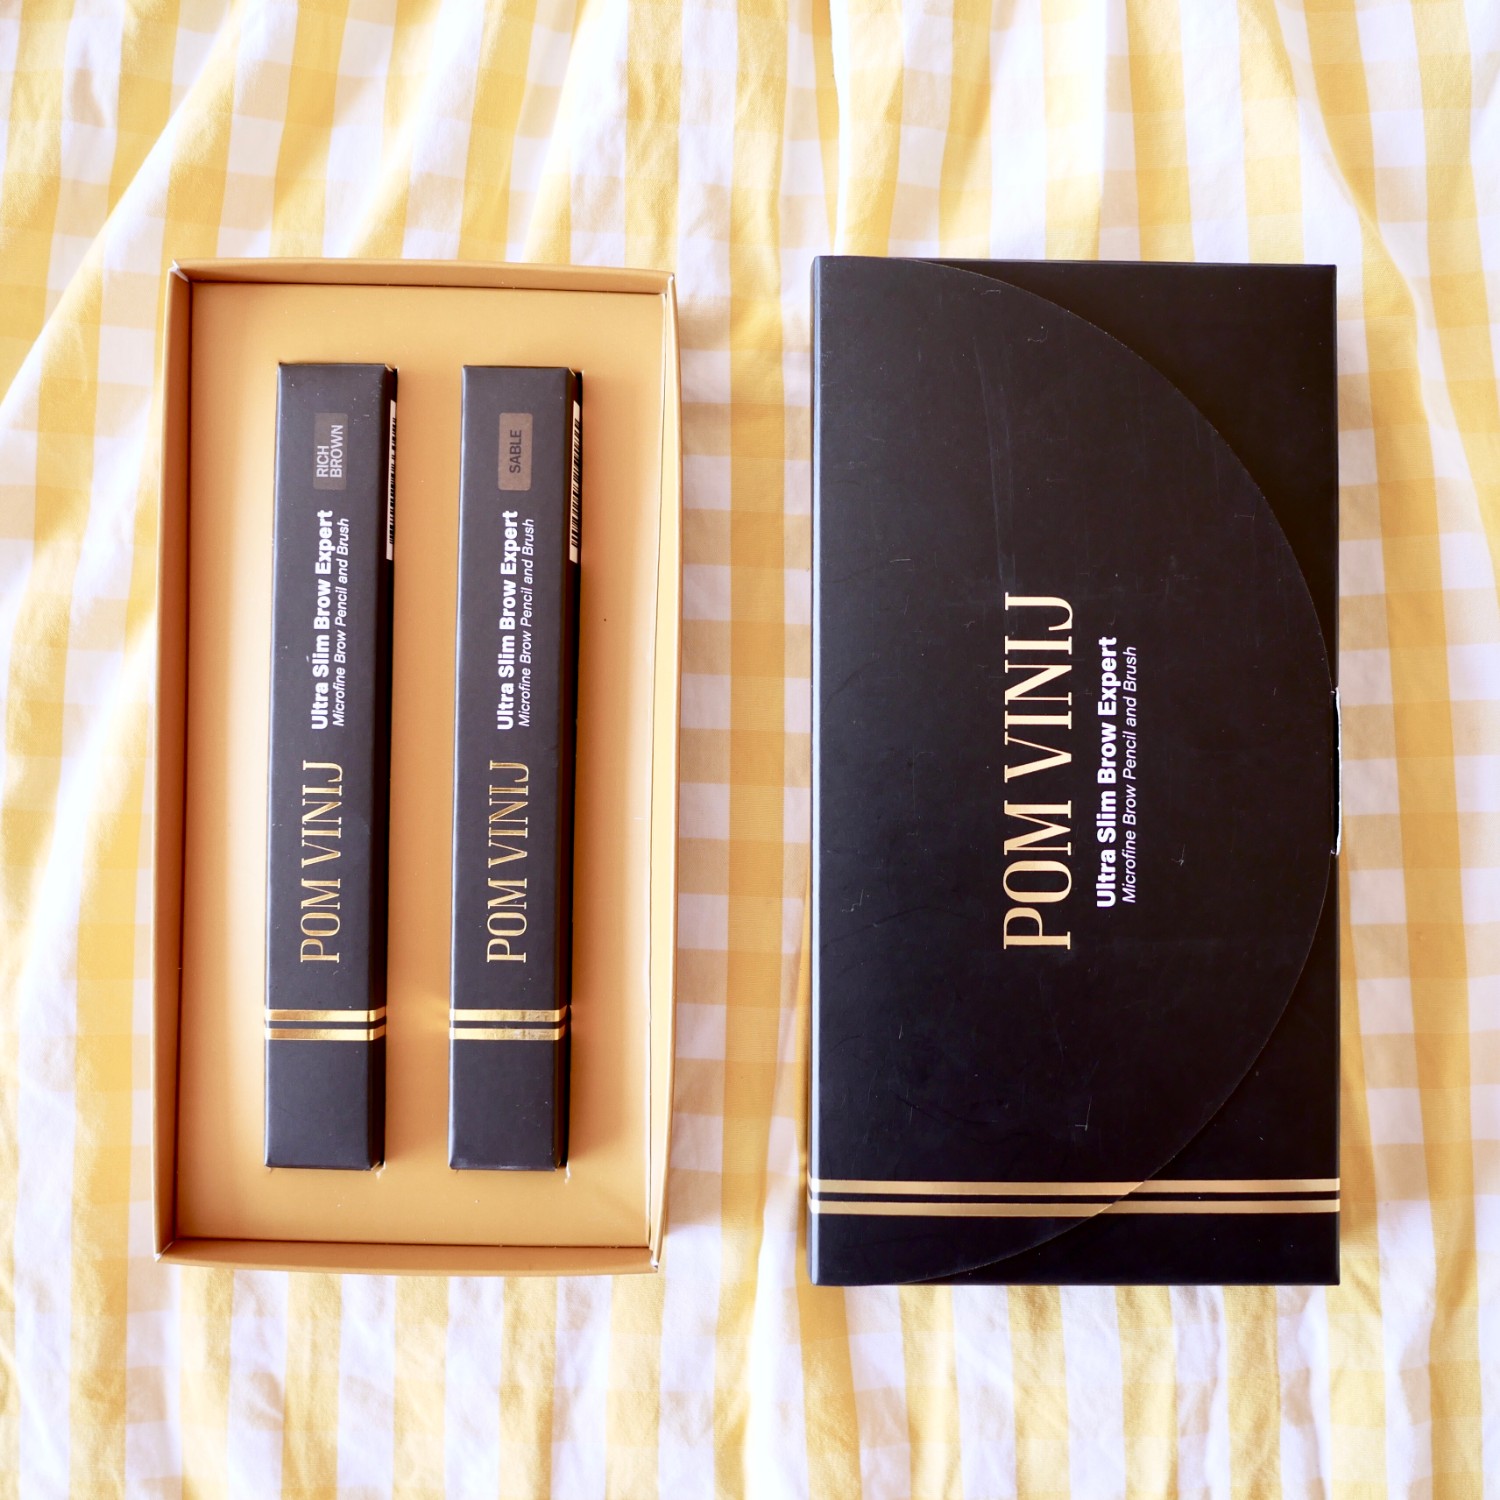 POM VINIJ
Ultra Slim Brow Expert
Microfine Brow Pencil and Brush
RICH
BROWN
POM VINIJ
Ultra Slim Brow Expert
Microfine Brow Pencil and Brush
SABLE
POM VINIJ
Ultra Slim Brow Expert
Microfine Brow Pencil and Brush